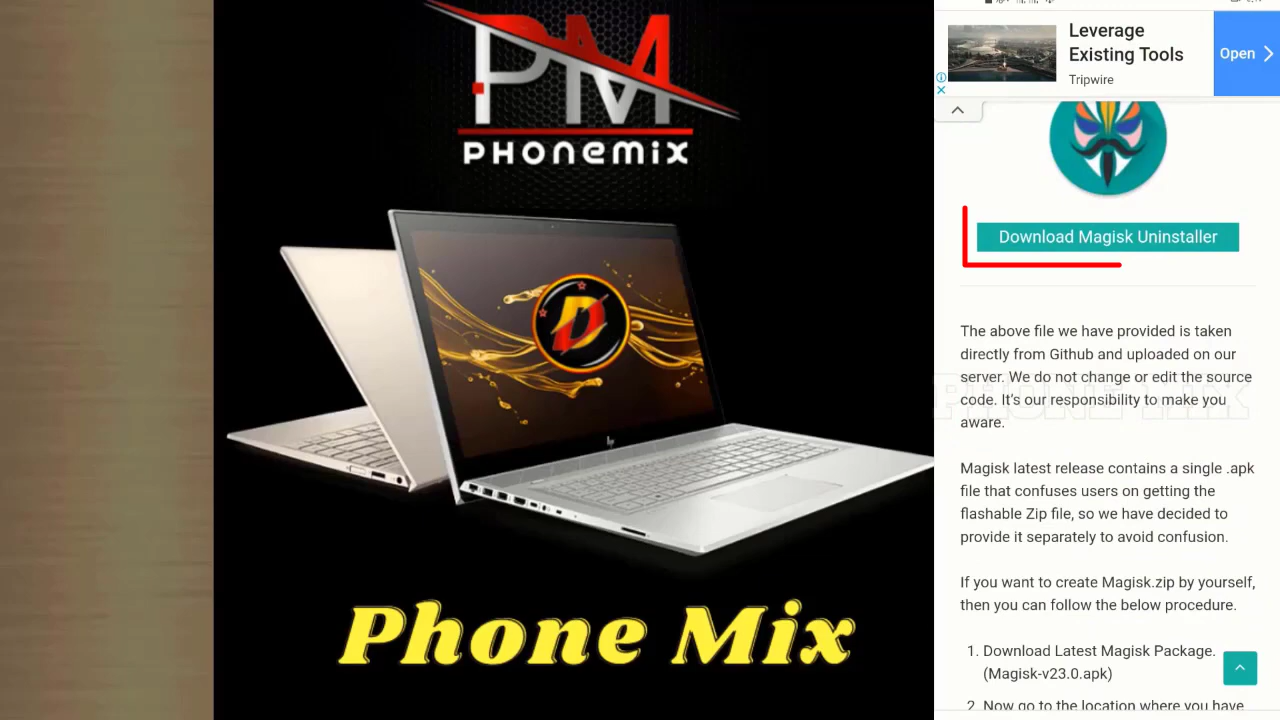 PM
PHONEMIX
D
hp
Phone Mix
Leverage
Existing Tools
Tripwire
Open
Download Magisk Uninstaller
The above file we have provided is taken
directly from Github and uploaded on our
server. We do not change or edit the source
code. It's our responsibility to make you
aware.
PHONE MIX
Magisk latest release contains a single .apk
file that confuses users on getting the
flashable Zip file, so we have decided to
provide it separately to avoid confusion.
If you want to create Magisk.zip by yourself,
then you can follow the below procedure.
1. Download Latest Magisk Package.
(Magisk-v23.0.apk)
2. Now go to the location where you have